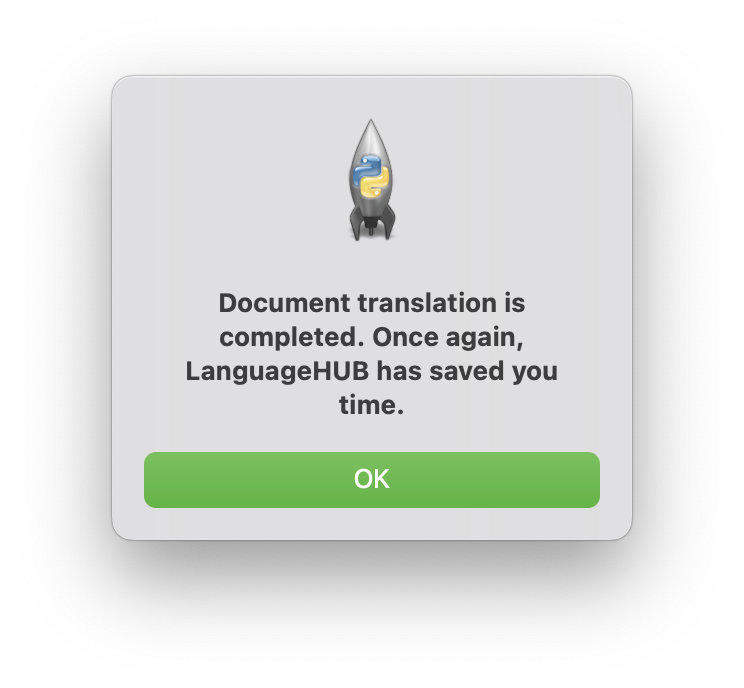 Document translation is
completed. Once again,
LanguageHUB has saved you
time.
OK